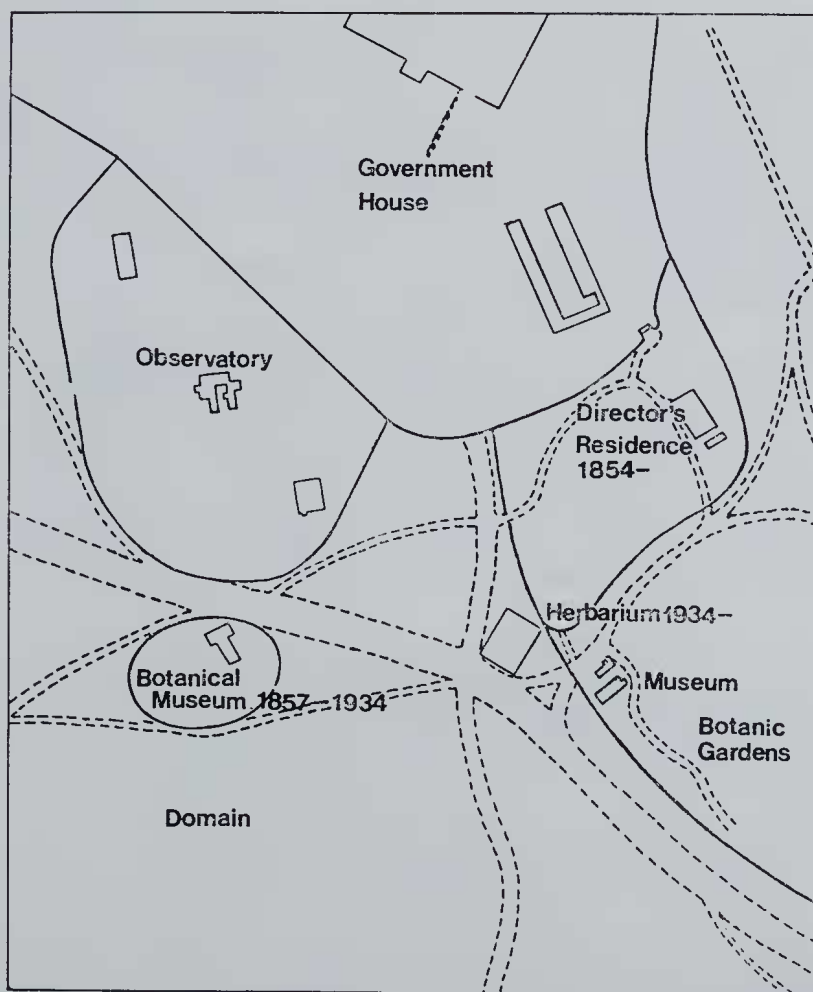 Government
House
Observatory
Director's
Residence
1854–
Herbarium 1934–
Botanical
Museum 1857–1934
Museum
Botanic
Gardens
Domain